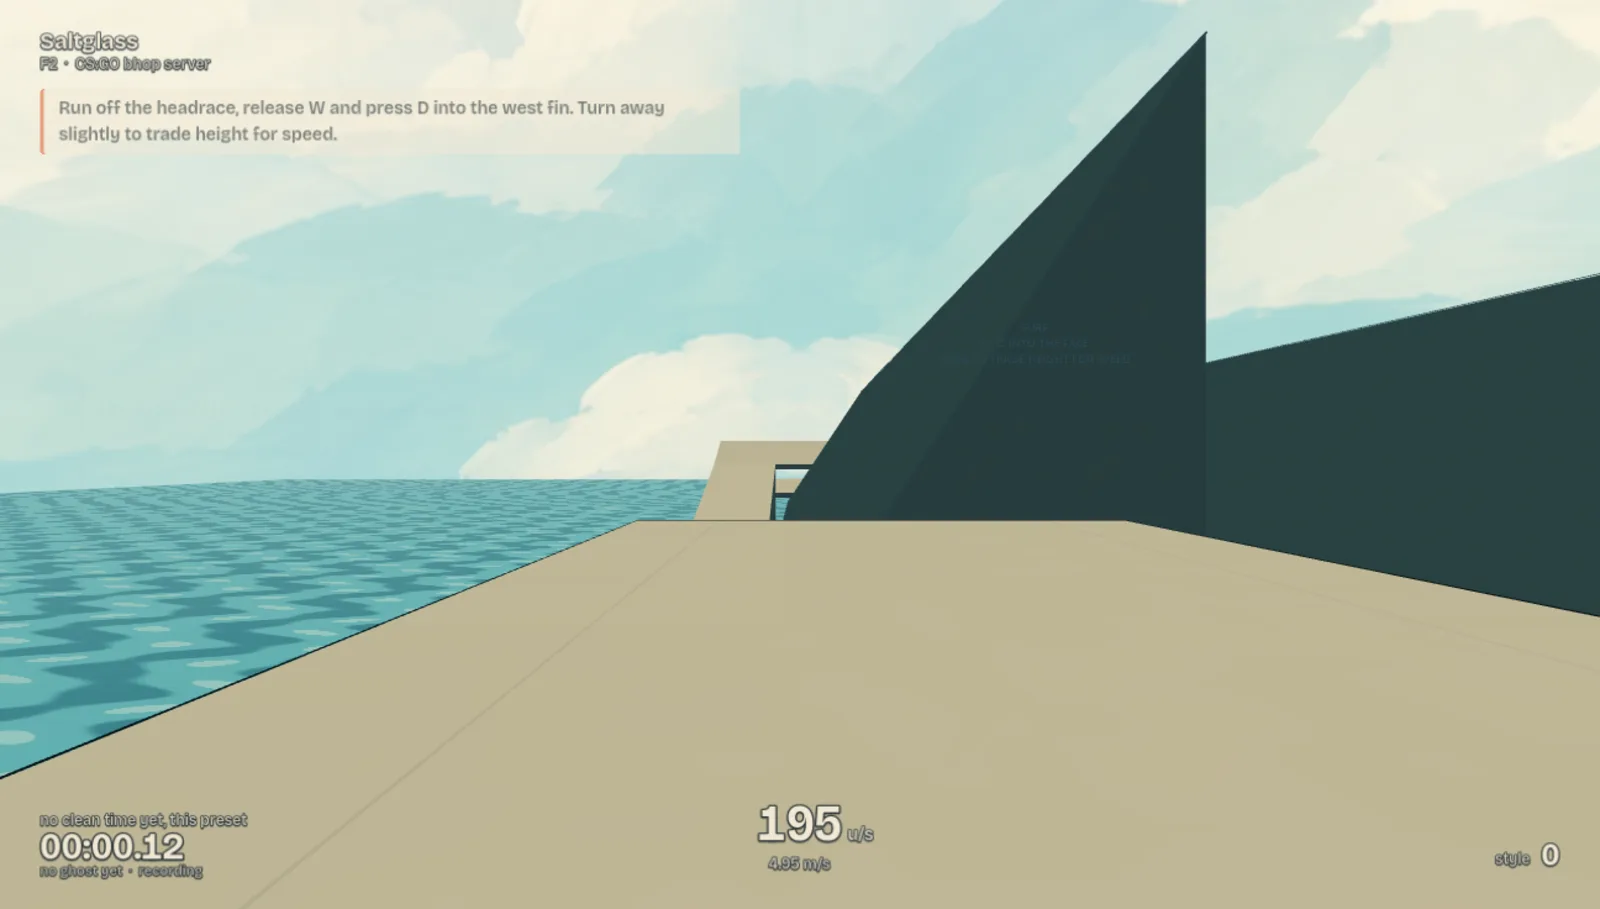 Saltglass
F2 • CS:GO bhop server
Run off the headrace, release W and press D into the west fin. Turn away
slightly to trade height for speed.
no clean time yet, this preset
00:00.12
no ghost yet • recording
195 u/s
4.95 m/s
style 0